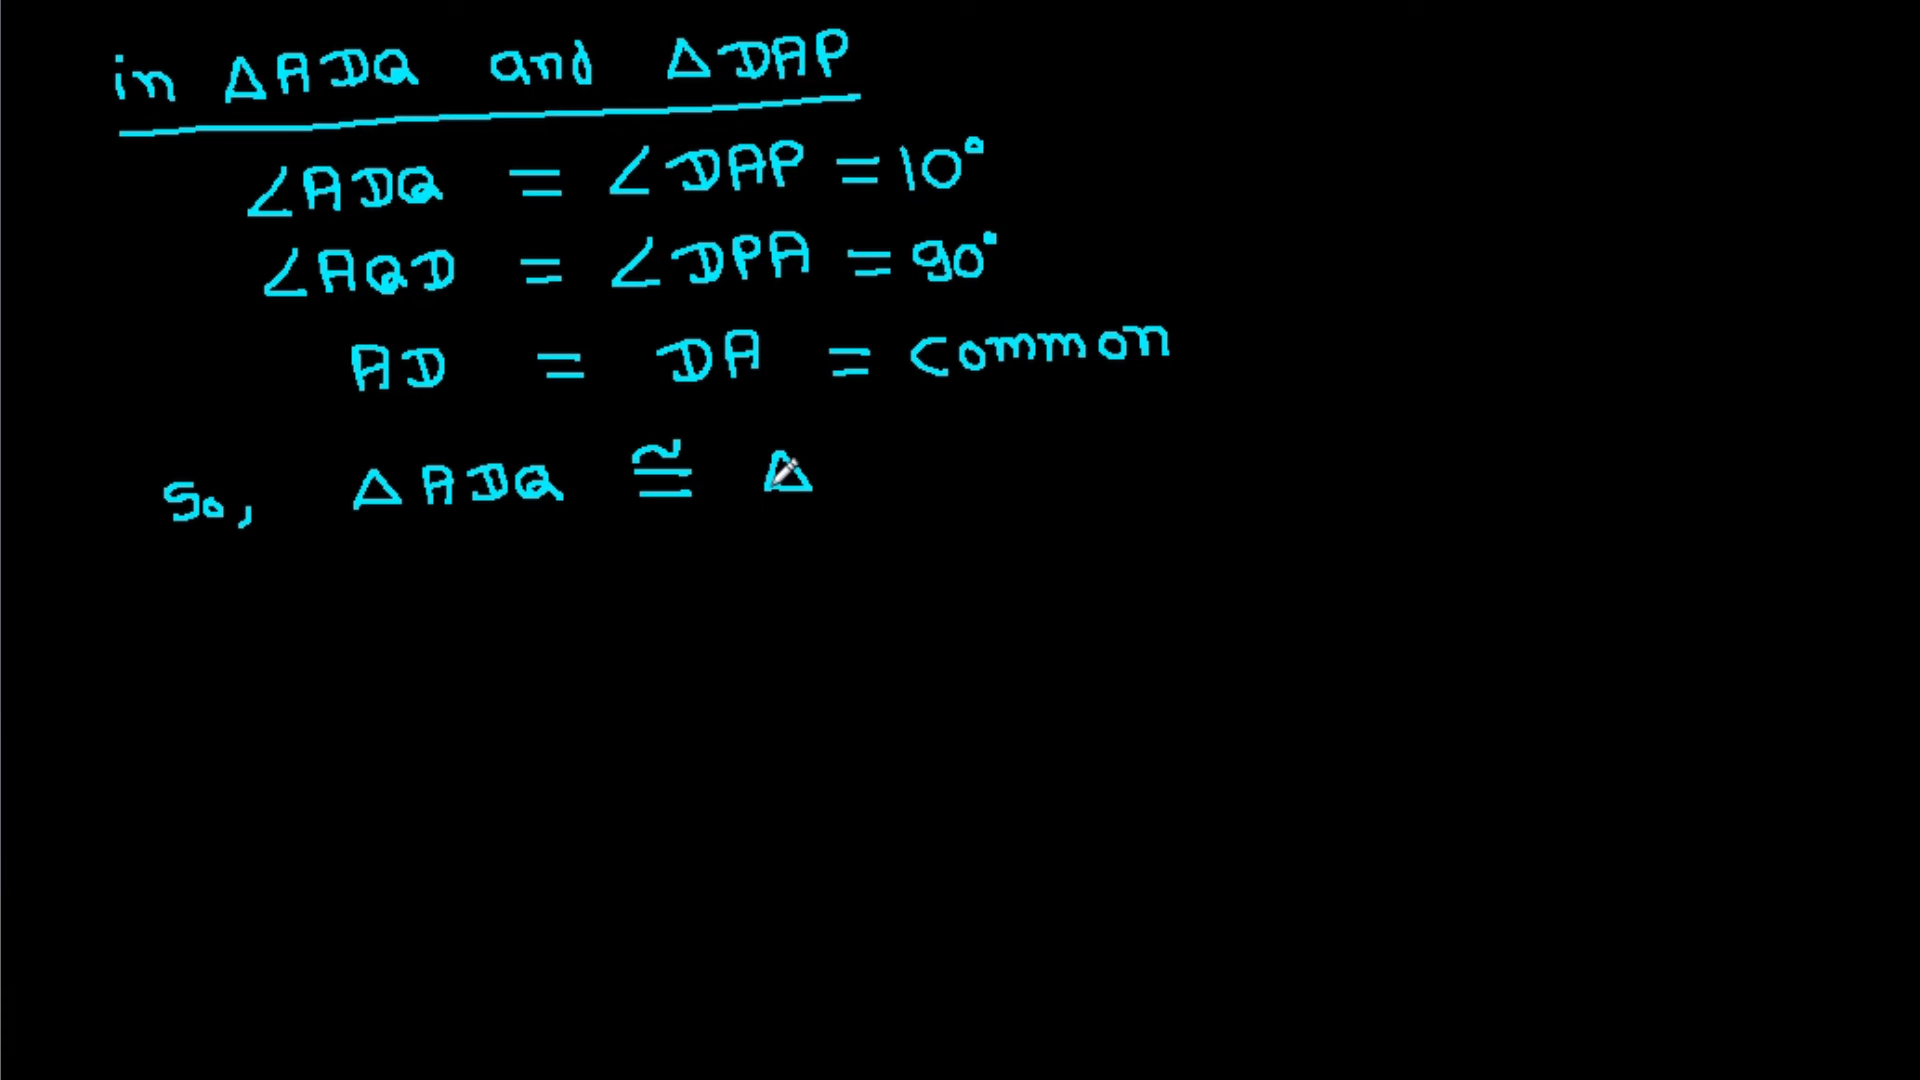 in ΔADQ and ΔDAP
∠ADQ = ∠DAP = 10°
∠AQD = ∠DPA = 90°
AD = DA = Common
So, ΔADQ ≅ Δ